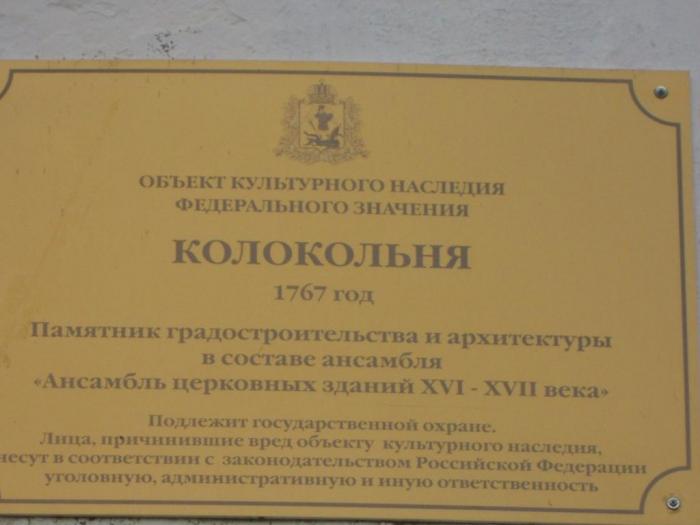 ОБЪЕКТ КУЛЬТУРНОГО НАСЛЕДИЯ
ФЕДЕРАЛЬНОГО ЗНАЧЕНИЯ
КОЛОКОЛЬНЯ
1767 год
Памятник градостроительства и архитектуры
в составе ансамбля
«Ансамбль церковных зданий XVI - XVII века»
Подлежит государственной охране.
Лица, причинившие вред объекту культурного наследия,
несут в соответствии с законодательством Российской Федерации
уголовную, административную и иную ответственность